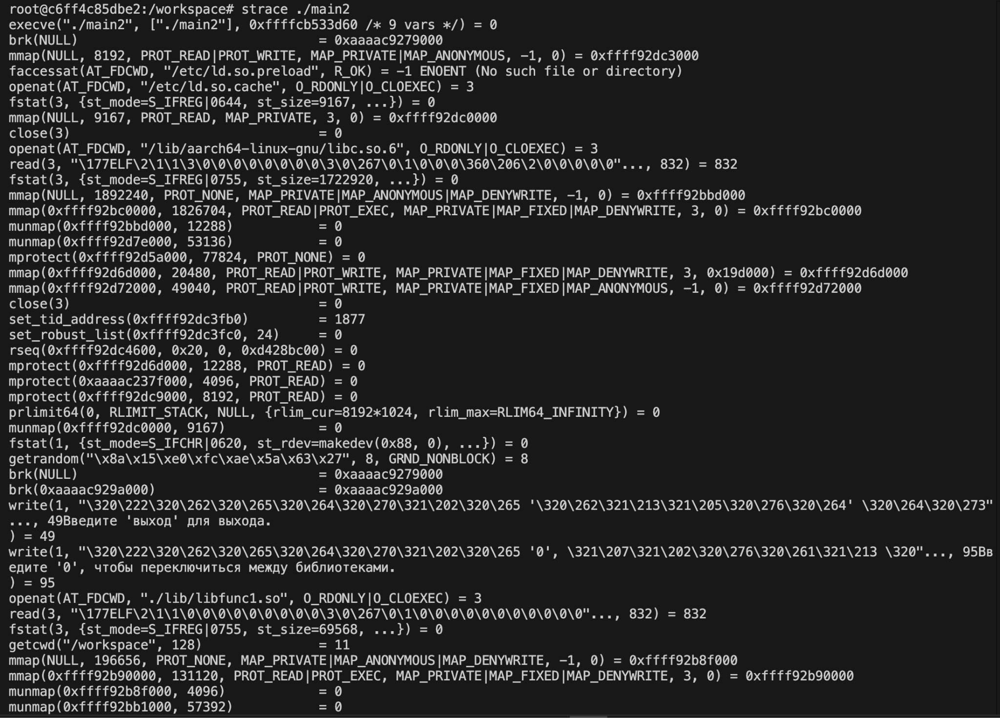 root@c6ff4c85dbe2:/workspace# strace ./main2
execve("./main2", ["./main2"], 0xffffcb533d60 /* 9 vars */) = 0
brk(NULL)                               = 0xaaaac9279000
mmap(NULL, 8192, PROT_READ|PROT_WRITE, MAP_PRIVATE|MAP_ANONYMOUS, -1, 0) = 0xffff92dc3000
faccessat(AT_FDCWD, "/etc/ld.so.preload", R_OK) = -1 ENOENT (No such file or directory)
openat(AT_FDCWD, "/etc/ld.so.cache", O_RDONLY|O_CLOEXEC) = 3
fstat(3, {st_mode=S_IFREG|0644, st_size=9167, ...}) = 0
mmap(NULL, 9167, PROT_READ, MAP_PRIVATE, 3, 0) = 0xffff92dc0000
close(3)                                = 0
openat(AT_FDCWD, "/lib/aarch64-linux-gnu/libc.so.6", O_RDONLY|O_CLOEXEC) = 3
read(3, "\177ELF\2\1\1\3\0\0\0\0\0\0\0\0\3\0\267\0\1\0\0\0\360\206\2\0\0\0\0\0"..., 832) = 832
fstat(3, {st_mode=S_IFREG|0755, st_size=1722920, ...}) = 0
mmap(NULL, 1892240, PROT_NONE, MAP_PRIVATE|MAP_ANONYMOUS|MAP_DENYWRITE, -1, 0) = 0xffff92bbd000
mmap(0xffff92bc0000, 1826704, PROT_READ|PROT_EXEC, MAP_PRIVATE|MAP_FIXED|MAP_DENYWRITE, 3, 0) = 0xffff92bc0000
munmap(0xffff92bbd000, 12288)           = 0
munmap(0xffff92d7e000, 53136)           = 0
mprotect(0xffff92d5a000, 77824, PROT_NONE) = 0
mmap(0xffff92d6d000, 20480, PROT_READ|PROT_WRITE, MAP_PRIVATE|MAP_FIXED|MAP_DENYWRITE, 3, 0x19d000) = 0xffff92d6d000
mmap(0xffff92d72000, 49040, PROT_READ|PROT_WRITE, MAP_PRIVATE|MAP_FIXED|MAP_ANONYMOUS, -1, 0) = 0xffff92d72000
close(3)                                = 0
set_tid_address(0xffff92dc3fb0)         = 1877
set_robust_list(0xffff92dc3fc0, 24)     = 0
rseq(0xffff92dc4600, 0x20, 0, 0xd428bc00) = 0
mprotect(0xffff92d6d000, 12288, PROT_READ) = 0
mprotect(0xaaaac237f000, 4096, PROT_READ) = 0
mprotect(0xffff92dc9000, 8192, PROT_READ) = 0
prlimit64(0, RLIMIT_STACK, NULL, {rlim_cur=8192*1024, rlim_max=RLIM64_INFINITY}) = 0
munmap(0xffff92dc0000, 9167)            = 0
fstat(1, {st_mode=S_IFCHR|0620, st_rdev=makedev(0x88, 0), ...}) = 0
getrandom("\x8a\x15\xe0\xfc\xae\x5a\x63\x27", 8, GRND_NONBLOCK) = 8
brk(NULL)                               = 0xaaaac9279000
brk(0xaaaac929a000)                     = 0xaaaac929a000
write(1, "\320\222\320\262\320\265\320\264\320\270\321\202\320\265 '\320\262\321\213\321\205\320\276\320\264' \320\264\320\273"
..., 49Введите 'выход' для выхода.
) = 49
write(1, "\320\222\320\262\320\265\320\264\320\270\321\202\320\265 '0', \321\207\321\202\320\276\320\261\321\213 \320"..., 95Вв
едите '0', чтобы переключиться между библиотеками.
) = 95
openat(AT_FDCWD, "./lib/libfunc1.so", O_RDONLY|O_CLOEXEC) = 3
read(3, "\177ELF\2\1\1\0\0\0\0\0\0\0\0\0\3\0\267\0\1\0\0\0\0\0\0\0\0\0\0\0"..., 832) = 832
fstat(3, {st_mode=S_IFREG|0755, st_size=69568, ...}) = 0
getcwd("/workspace", 128)               = 11
mmap(NULL, 196656, PROT_NONE, MAP_PRIVATE|MAP_ANONYMOUS|MAP_DENYWRITE, -1, 0) = 0xffff92b8f000
mmap(0xffff92b90000, 131120, PROT_READ|PROT_EXEC, MAP_PRIVATE|MAP_FIXED|MAP_DENYWRITE, 3, 0) = 0xffff92b90000
munmap(0xffff92b8f000, 4096)            = 0
munmap(0xffff92bb1000, 57392)           = 0